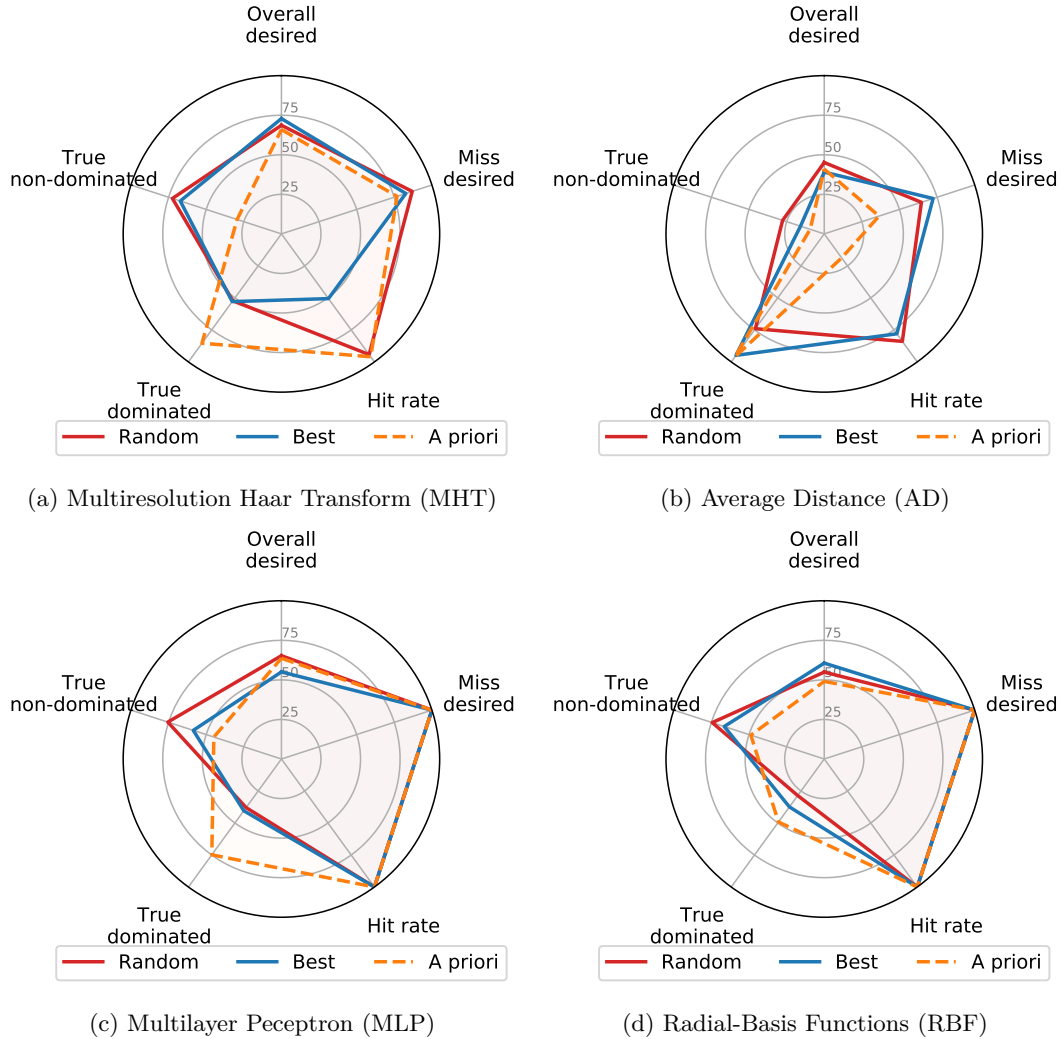 Overall
desired
75
50
25
True
non-dominated
Miss
desired
True
dominated
Hit rate
Random Best A priori
(a) Multiresolution Haar Transform (MHT)
Overall
desired
75
50
25
True
non-dominated
Miss
desired
True
dominated
Hit rate
Random Best A priori
(b) Average Distance (AD)
Overall
desired
75
50
25
True
non-dominated
Miss
desired
True
dominated
Hit rate
Random Best A priori
(c) Multilayer Peceptron (MLP)
Overall
desired
75
50
25
True
non-dominated
Miss
desired
True
dominated
Hit rate
Random Best A priori
(d) Radial-Basis Functions (RBF)